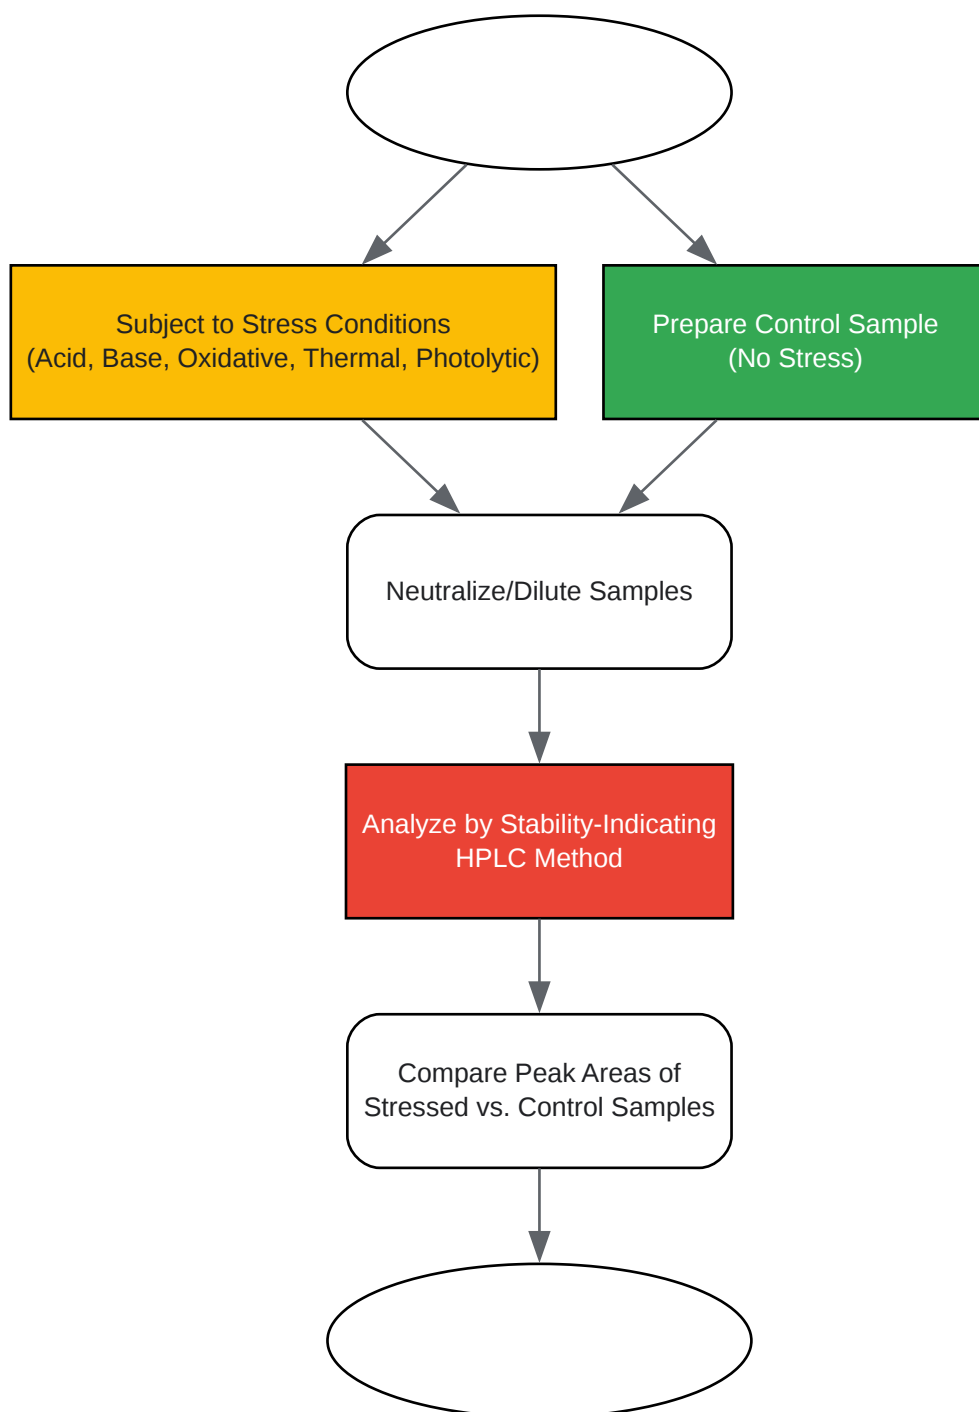 Subject to Stress Conditions
(Acid, Base, Oxidative, Thermal, Photolytic)
Prepare Control Sample
(No Stress)
Neutralize/Dilute Samples
Analyze by Stability-Indicating
HPLC Method
Compare Peak Areas of
Stressed vs. Control Samples